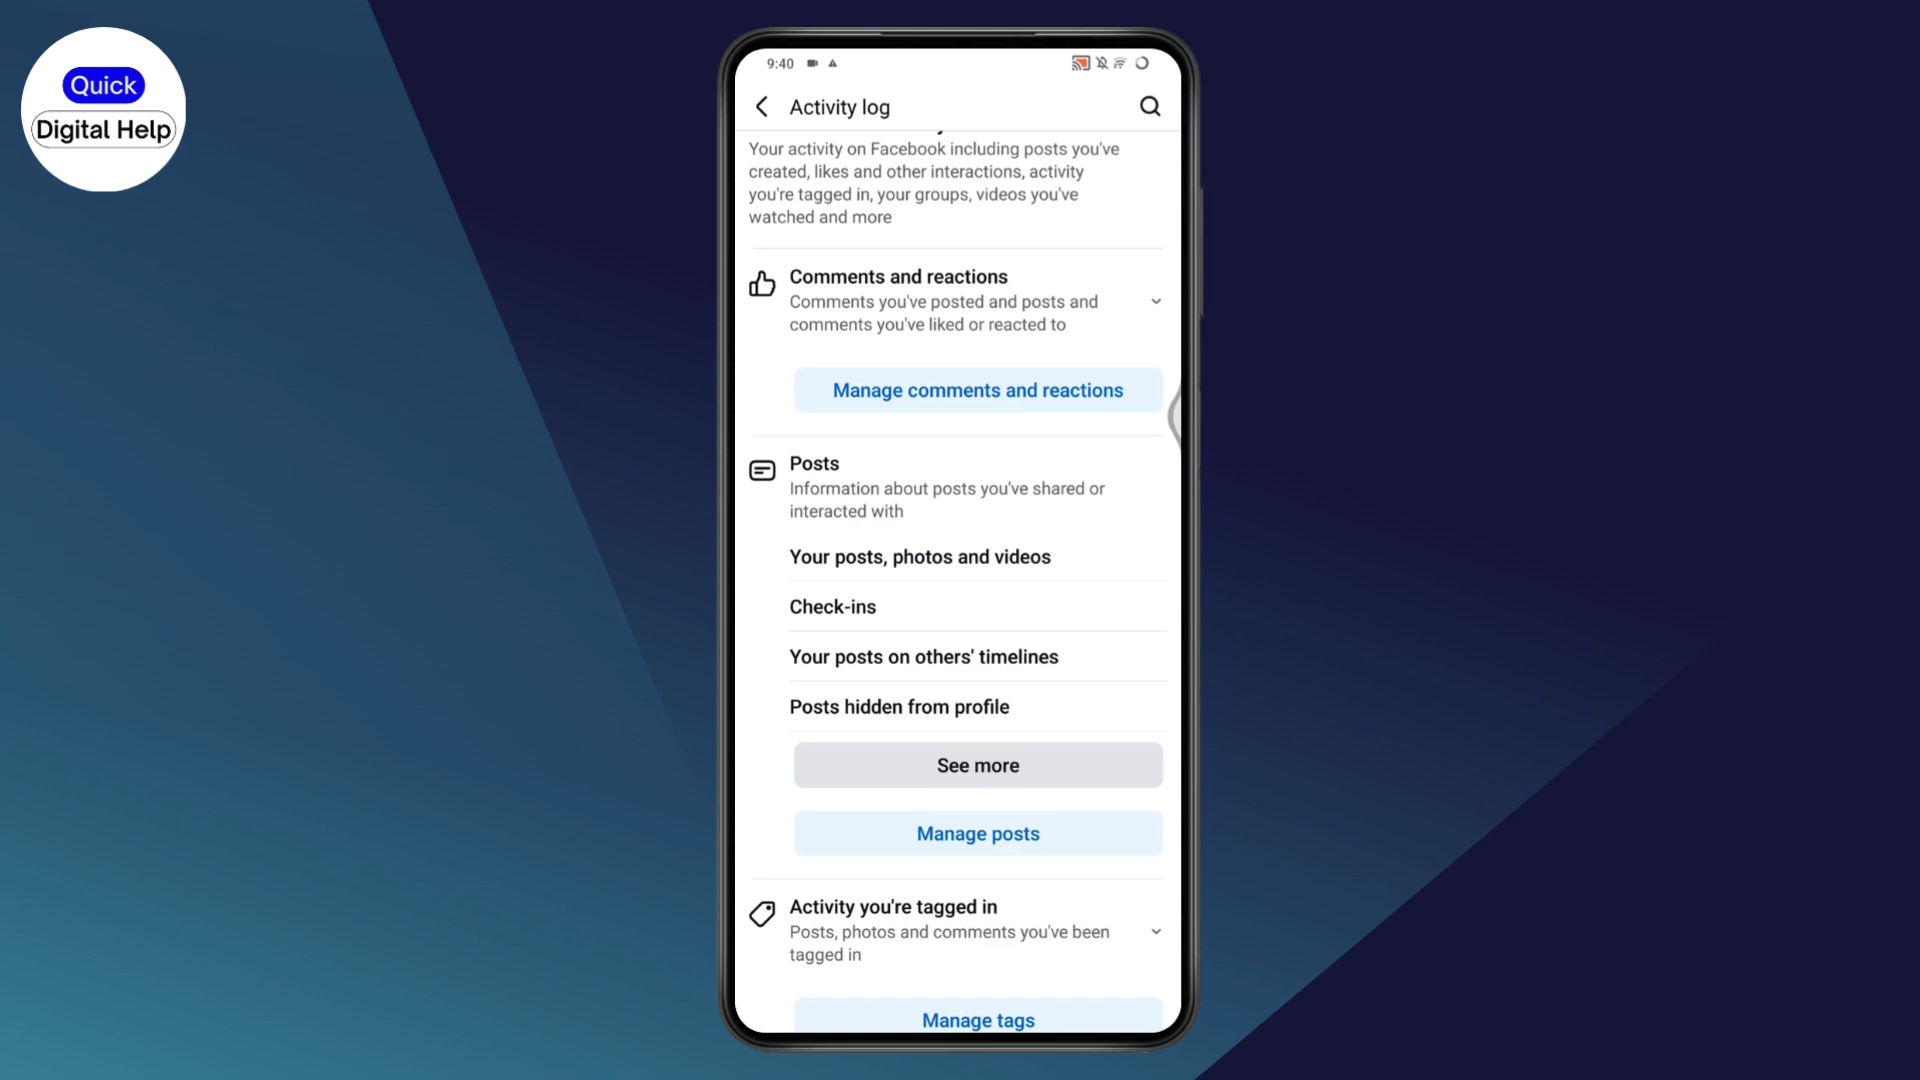 Quick
Digital Help
9:40
Activity log
Your activity on Facebook including posts you've
created, likes and other interactions, activity
you're tagged in, your groups, videos you've
watched and more
Comments and reactions
Comments you've posted and posts and
comments you've liked or reacted to
Manage comments and reactions
Posts
Information about posts you've shared or
interacted with
Your posts, photos and videos
Check-ins
Your posts on others' timelines
Posts hidden from profile
See more
Manage posts
Activity you're tagged in
Posts, photos and comments you've been
tagged in
Manage tags